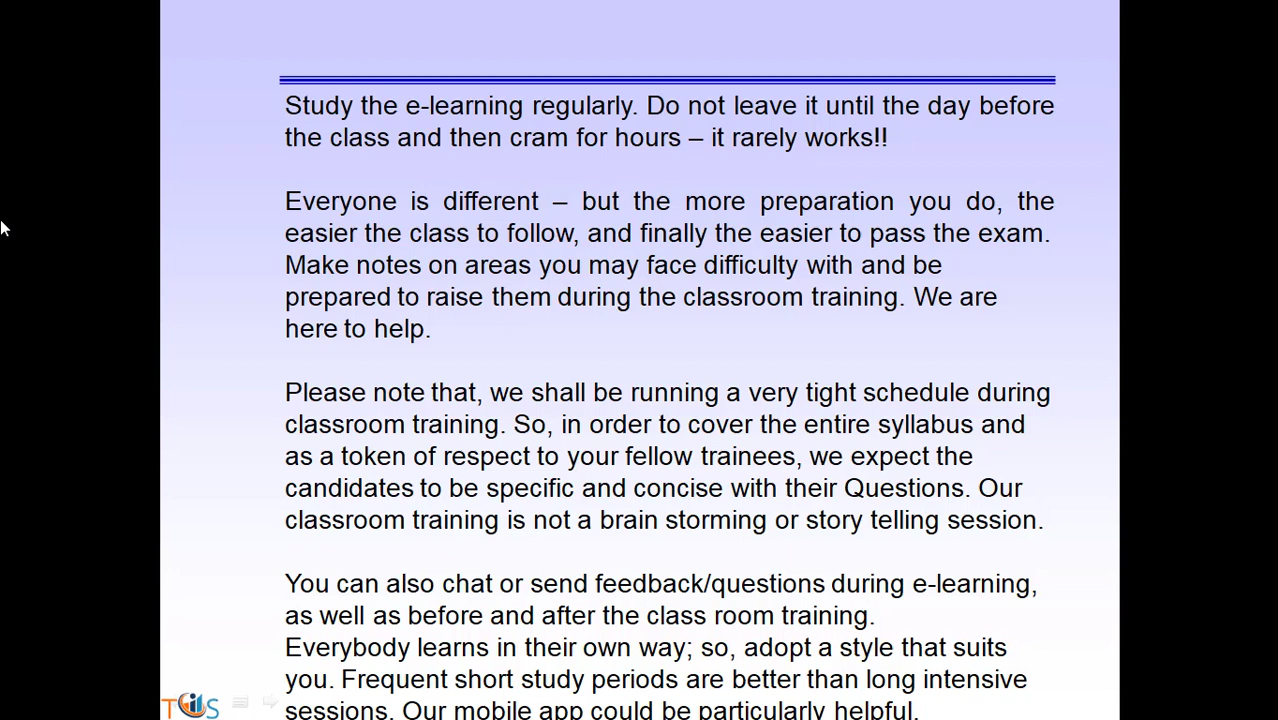 Study the e-learning regularly. Do not leave it until the day before
the class and then cram for hours – it rarely works!!
Everyone is different – but the more preparation you do, the
easier the class to follow, and finally the easier to pass the exam.
Make notes on areas you may face difficulty with and be
prepared to raise them during the classroom training. We are
here to help.
Please note that, we shall be running a very tight schedule during
classroom training. So, in order to cover the entire syllabus and
as a token of respect to your fellow trainees, we expect the
candidates to be specific and concise with their Questions. Our
classroom training is not a brain storming or story telling session.
You can also chat or send feedback/questions during e-learning,
as well as before and after the class room training.
Everybody learns in their own way; so, adopt a style that suits
you. Frequent short study periods are better than long intensive
sessions. Our mobile app could be particularly helpful.